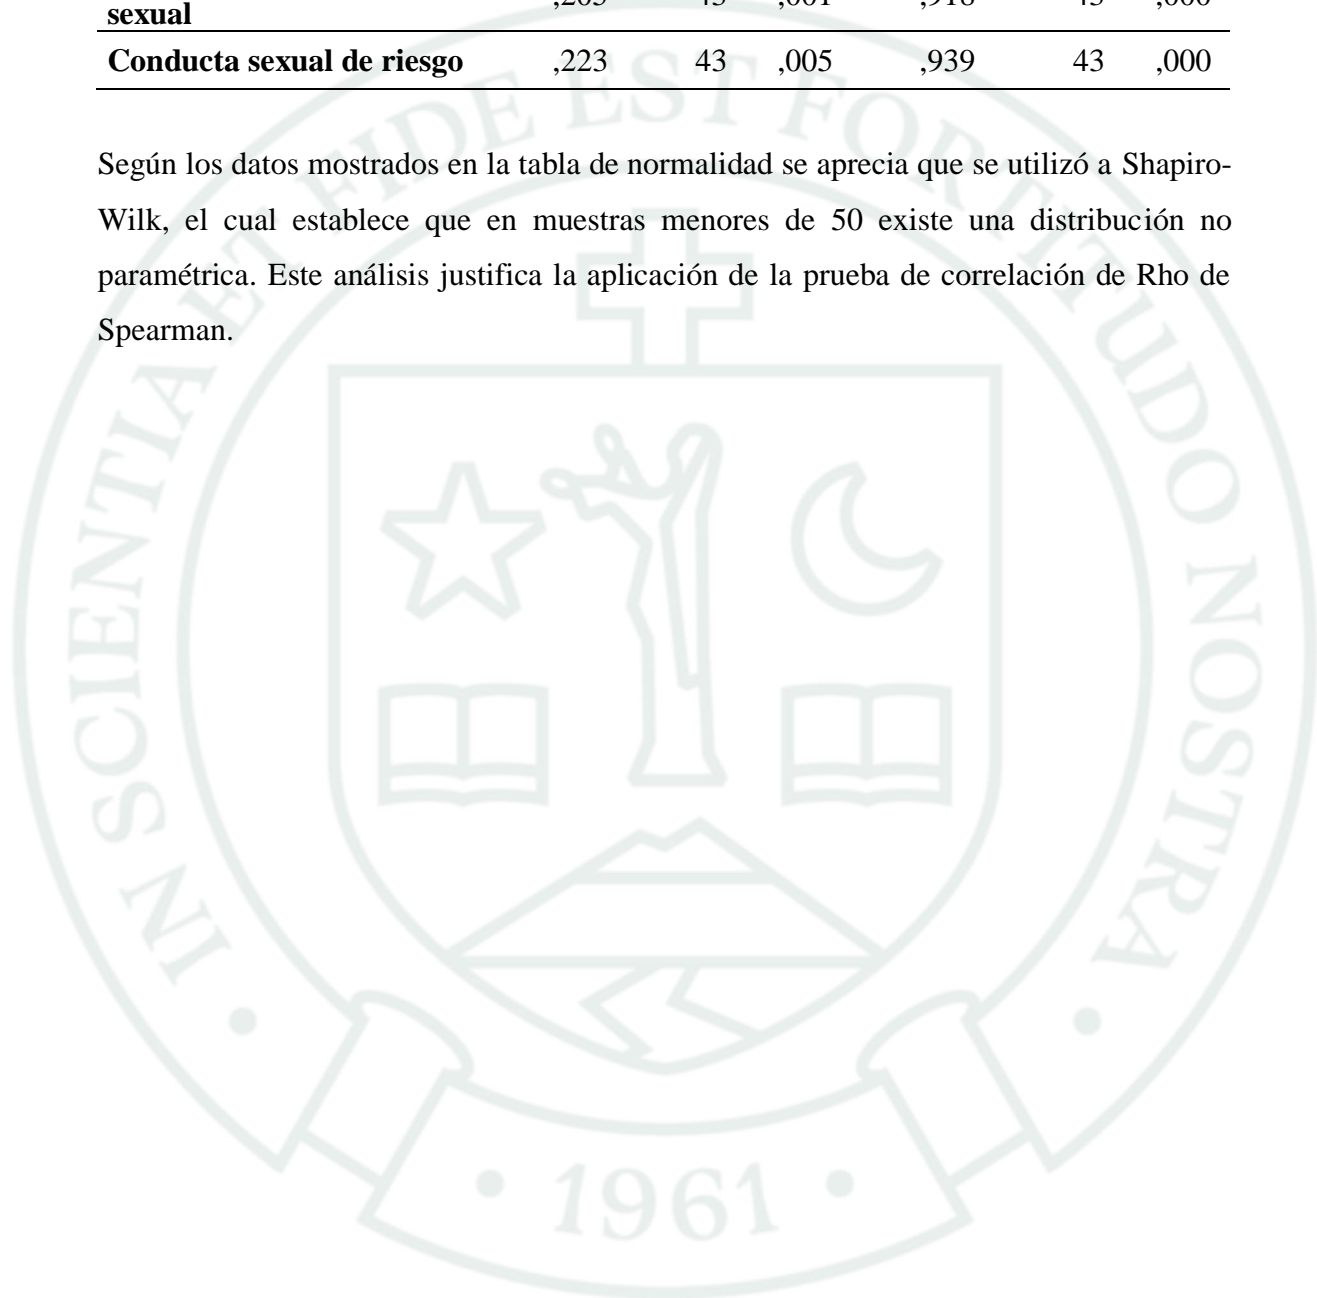 sexual
Conducta sexual de riesgo ,223 43 ,005 ,939 43 ,000
Según los datos mostrados en la tabla de normalidad se aprecia que se utilizó a Shapiro-
Wilk, el cual establece que en muestras menores de 50 existe una distribución no
paramétrica. Este análisis justifica la aplicación de la prueba de correlación de Rho de
Spearman.
IN SCIENTIA ET FIDE EST FORTITUDO NOSTRA
• 1961 •